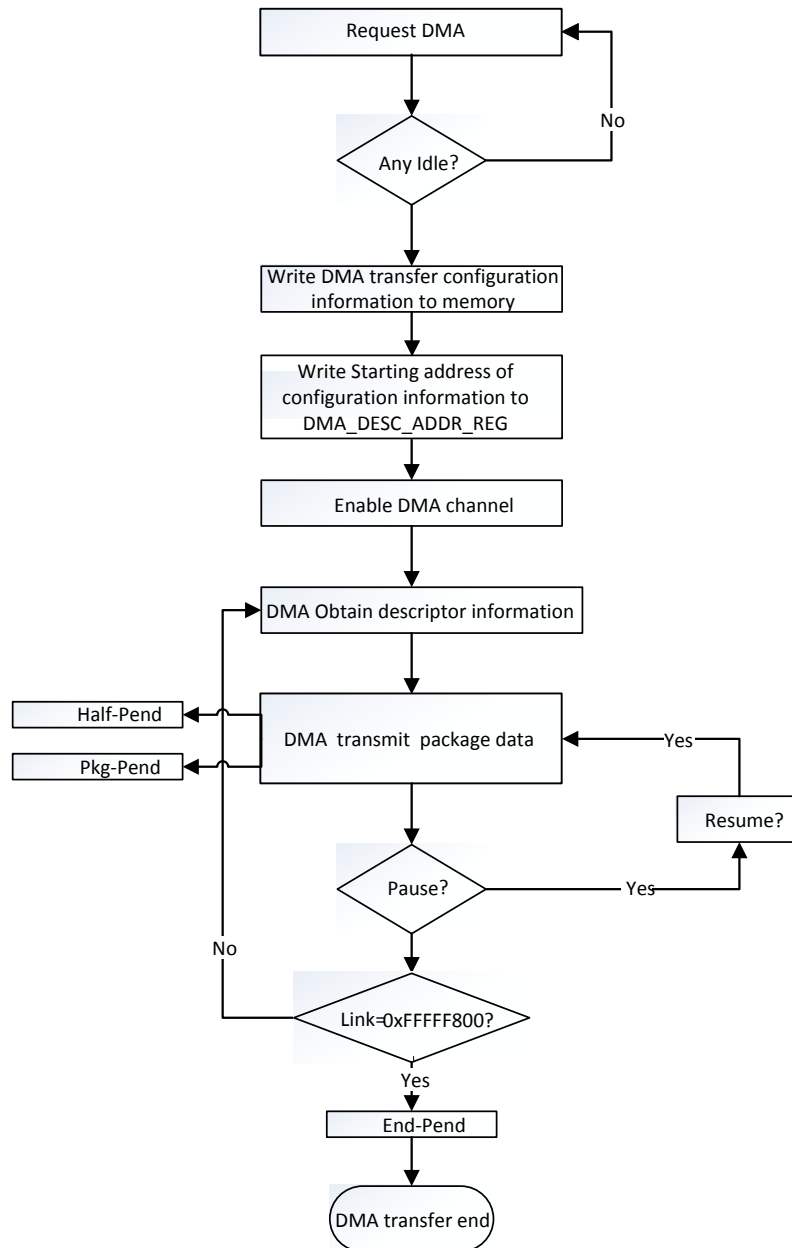 Request DMA
No
Any Idle?
Write DMA transfer configuration
information to memory
Write Starting address of
configuration information to
DMA_DESC_ADDR_REG
Enable DMA channel
DMA Obtain descriptor information
Half-Pend
DMA transmit package data
Yes
Pkg-Pend
Resume?
Pause?
Yes
No
Link=0xFFFFF800?
Yes
End-Pend
DMA transfer end